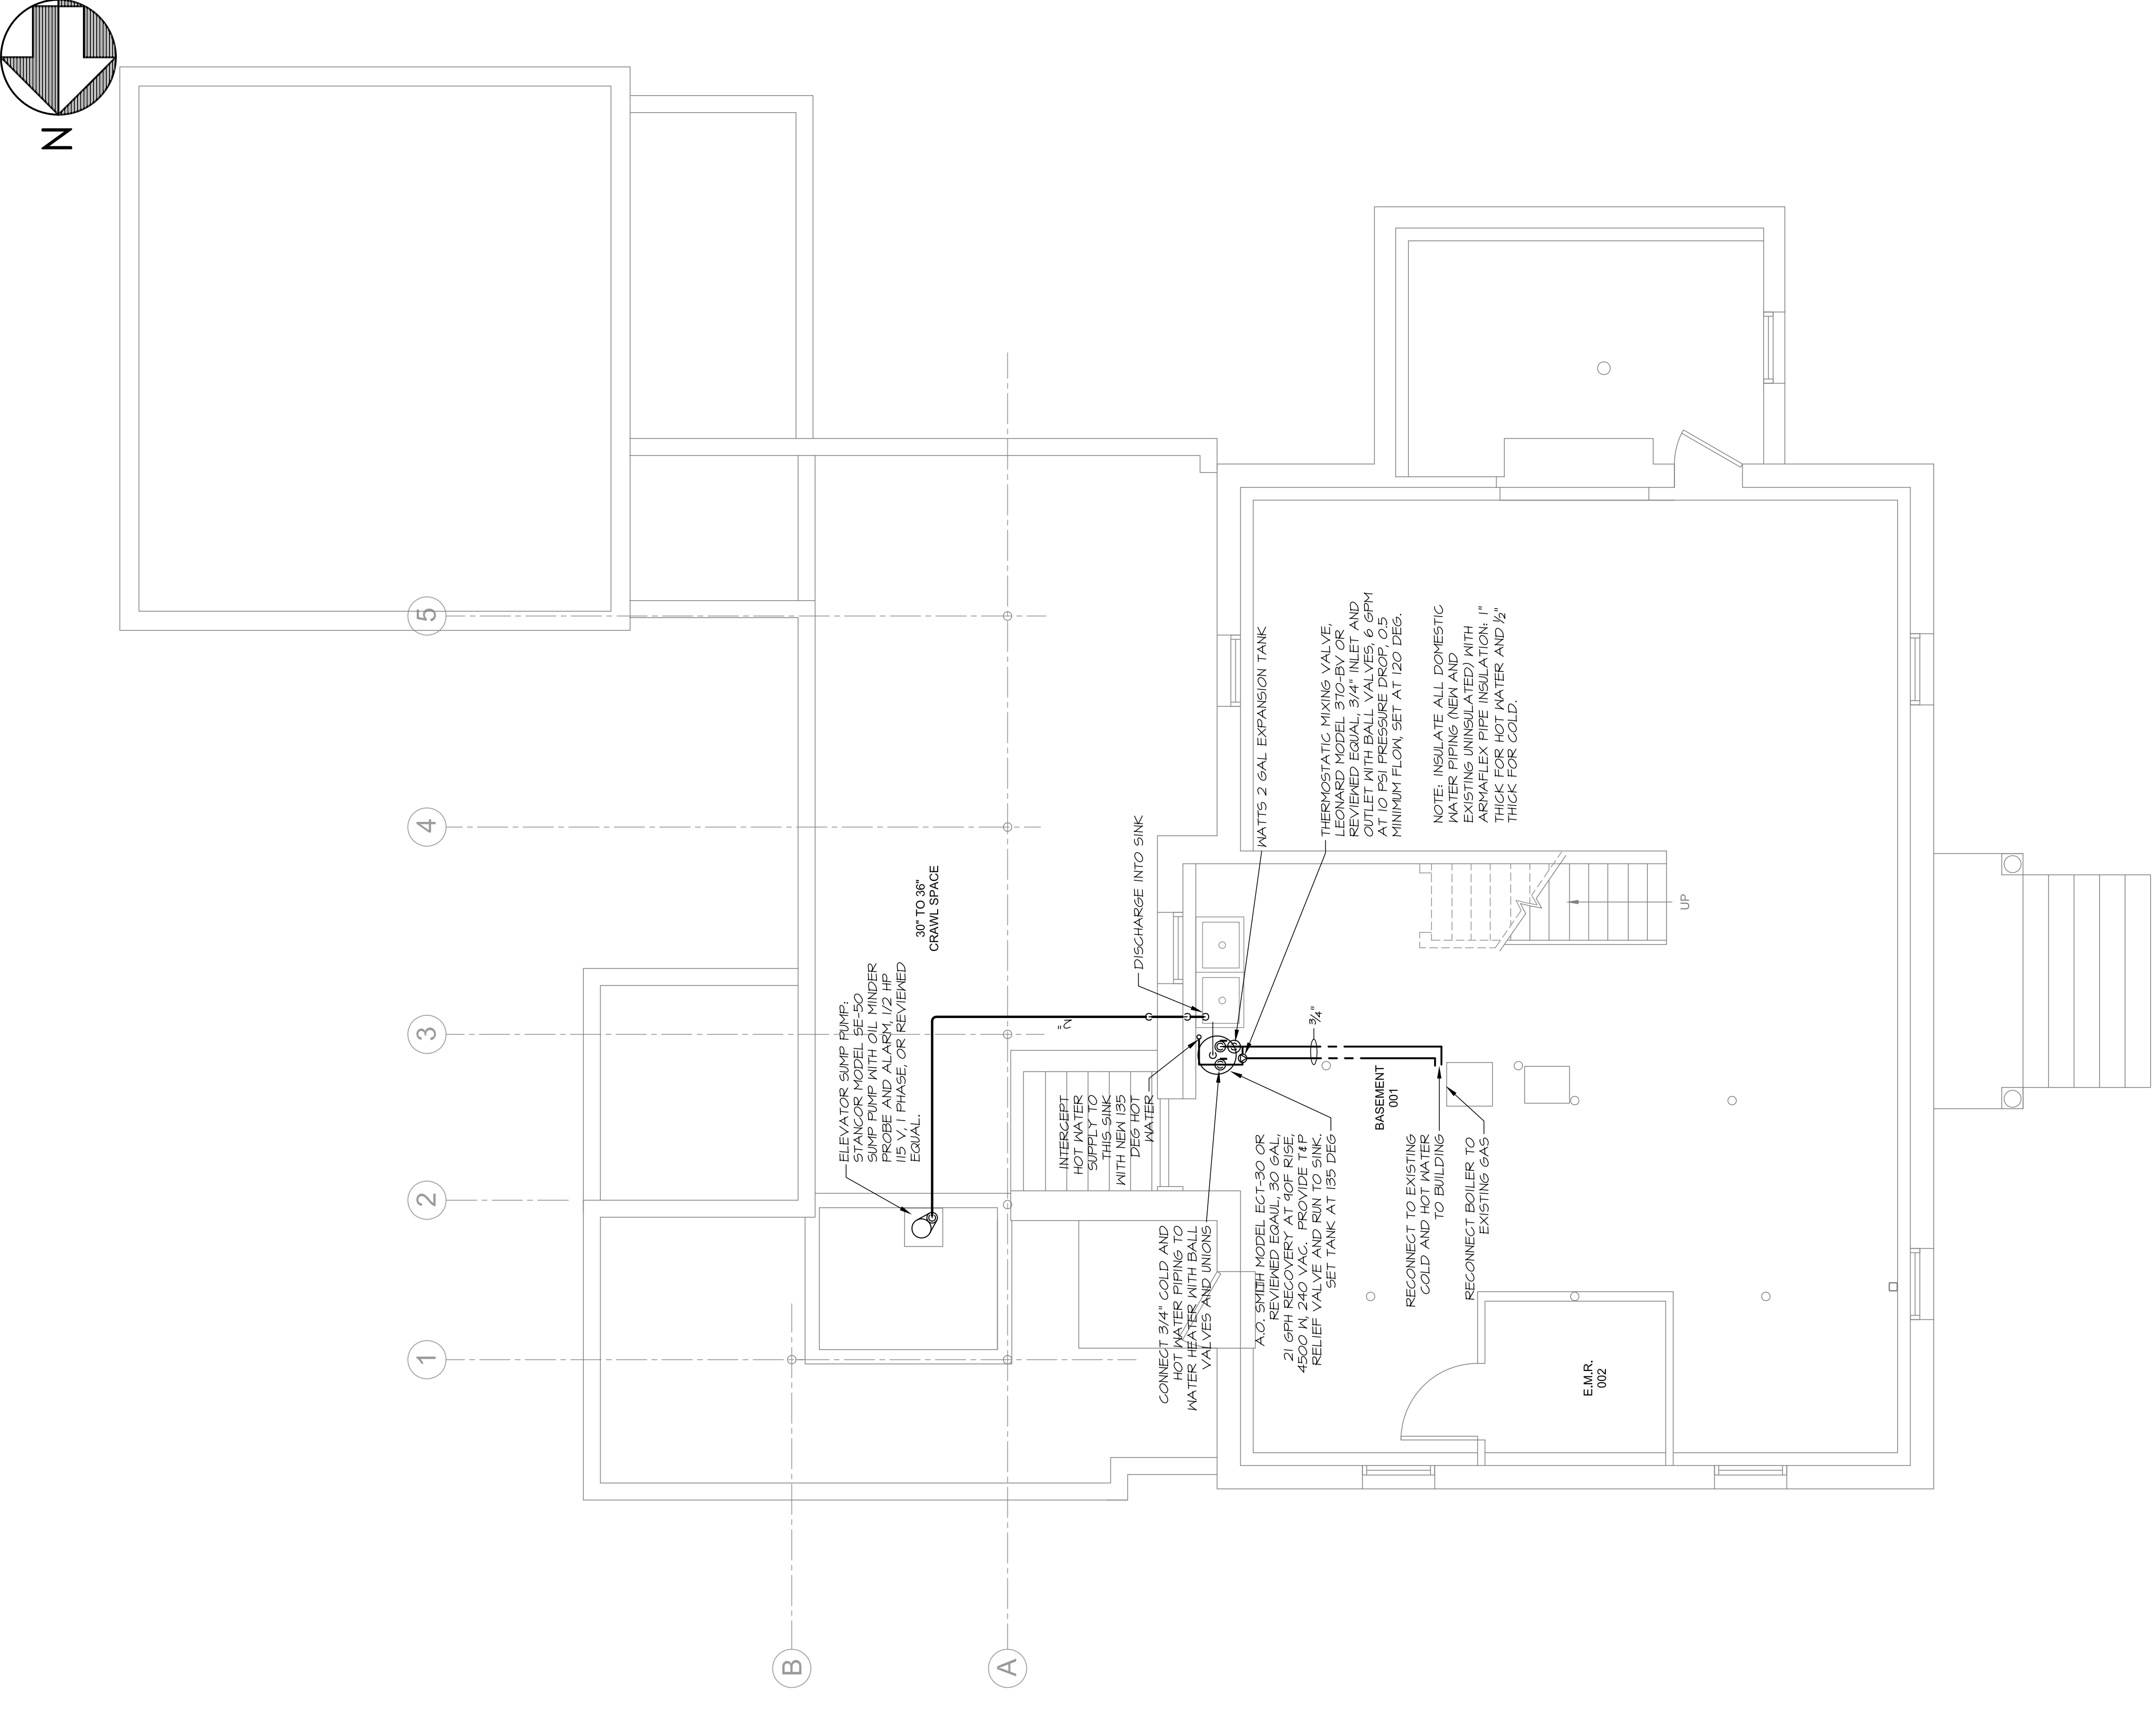 N
5
4
3
2
1
B
A
30" TO 36"
CRAWL SPACE
ELEVATOR SUMP PUMP:
STANCOR MODEL SE-50
SUMP PUMP WITH OIL MINDER
PROBE AND ALARM, 1/2 HP
115 V, 1 PHASE, OR REVIEWED
EQUAL.
2"
DISCHARGE INTO SINK
INTERCEPT
HOT WATER
SUPPLY TO
THIS SINK
WITH NEW 135
DEG HOT
WATER
CONNECT 3/4" COLD AND
HOT WATER PIPING TO
WATER HEATER WITH BALL
VALVES AND UNIONS
WATTS 2 GAL EXPANSION TANK
THERMOSTATIC MIXING VALVE,
LEONARD MODEL 370-BV OR
REVIEWED EQUAL, 3/4" INLET AND
OUTLET WITH BALL VALVES, 6 GPM
AT 10 PSI PRESSURE DROP, 0.5
MINIMUM FLOW, SET AT 120 DEG.
NOTE: INSULATE ALL DOMESTIC
WATER PIPING (NEW AND
EXISTING UNINSULATED) WITH
ARMAFLEX PIPE INSULATION: 1"
THICK FOR HOT WATER AND ½"
THICK FOR COLD.
¾"
A.O. SMITH MODEL ECT-30 OR
REVIEWED EQAUL, 30 GAL,
21 GPH RECOVERY AT 90F RISE,
4500 W, 240 VAC. PROVIDE T&P
RELIEF VALVE AND RUN TO SINK.
SET TANK AT 135 DEG
BASEMENT
001
RECONNECT TO EXISTING
COLD AND HOT WATER
TO BUILDING
RECONNECT BOILER TO
EXISTING GAS
E.M.R.
002
UP